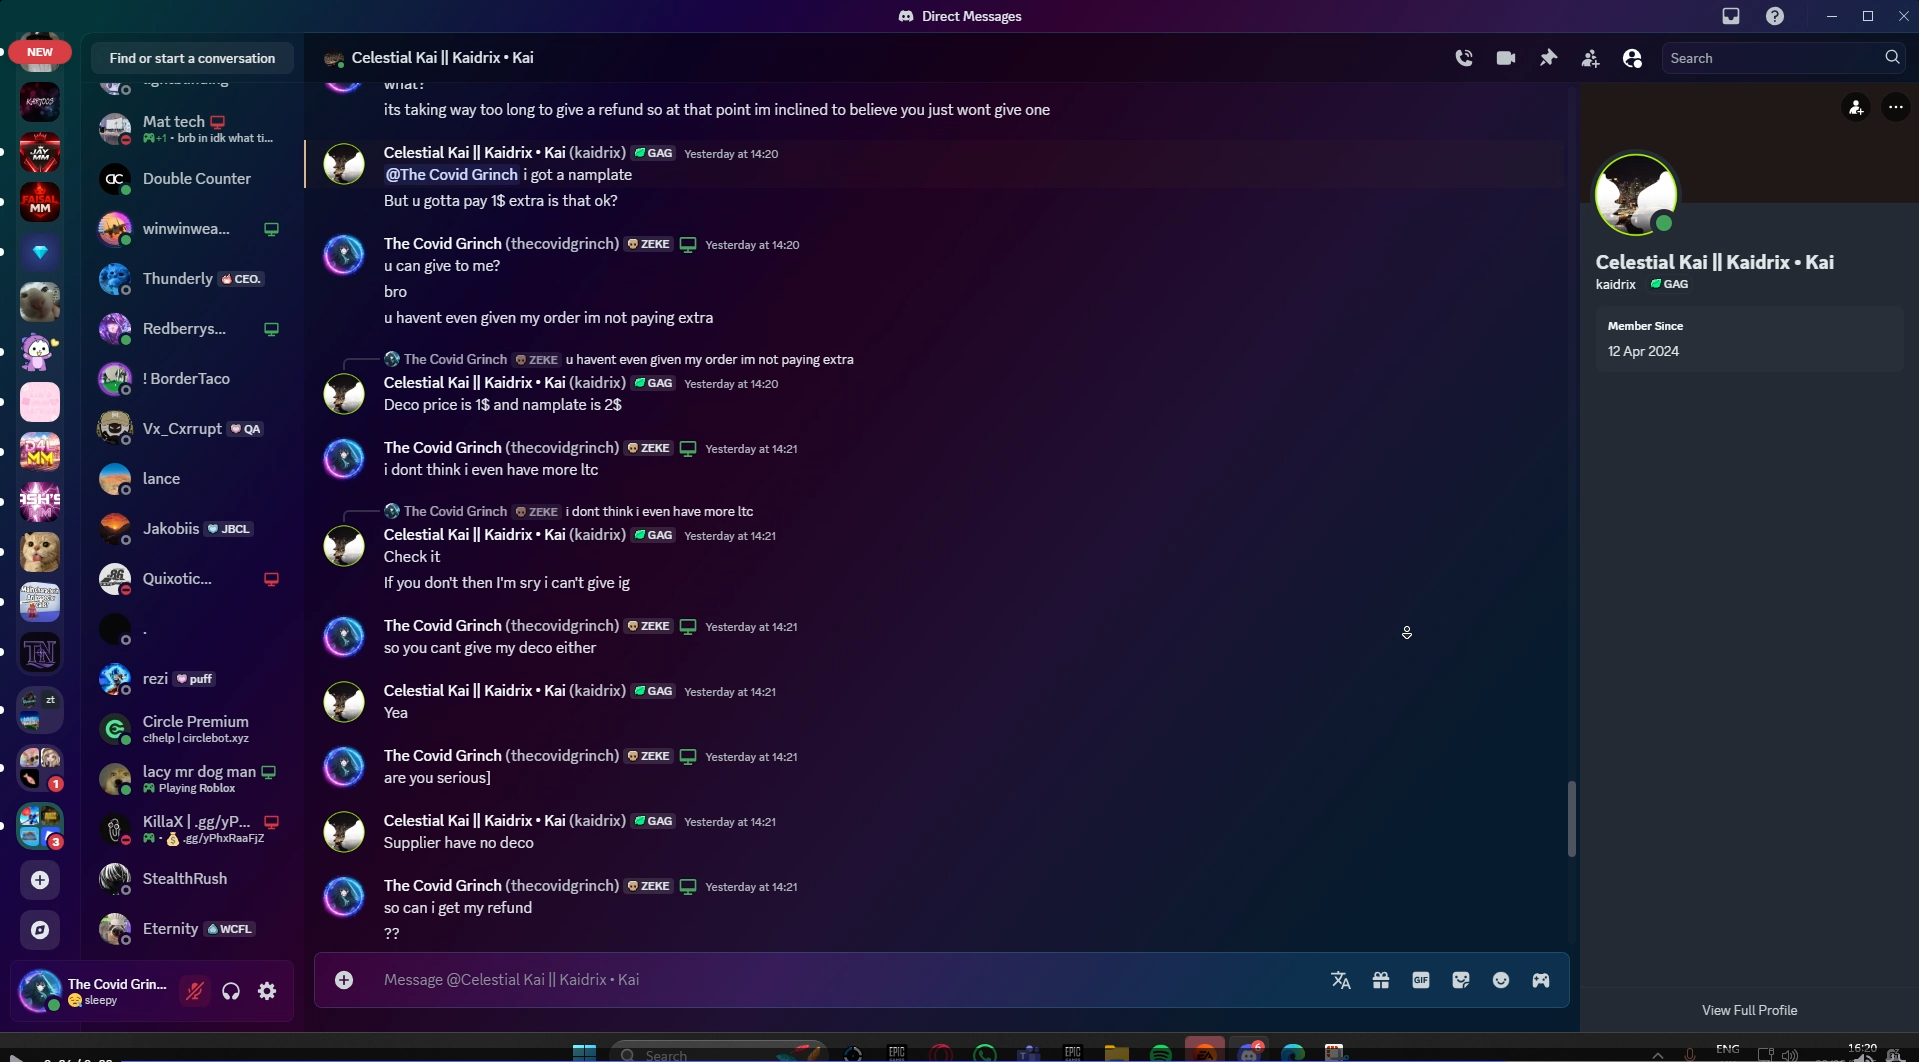 Direct Messages
NEW
Find or start a conversation
Celestial Kai || Kaidrix • Kai
Search
Mat tech
+1 • brb in idk what ti...
Double Counter
winwinwea...
Thunderly CEO.
Redberrys...
! BorderTaco
Vx_Cxrrupt QA
lance
Jakobiis JBCL
Quixotic...
.
rezi puff
Circle Premium
c!help | circlebot.xyz
lacy mr dog man
Playing Roblox
KillaX | .gg/yP...
• .gg/yPhxRaaFjZ
StealthRush
Eternity WCFL
The Covid Grin...
sleepy
JAY
MM
FAISAL
MM
MM
TN
zt
1
3
what?
its taking way too long to give a refund so at that point im inclined to believe you just wont give one
Celestial Kai || Kaidrix • Kai (kaidrix) GAG Yesterday at 14:20
@The Covid Grinch i got a namplate
But u gotta pay 1$ extra is that ok?
The Covid Grinch (thecovidgrinch) ZEKE Yesterday at 14:20
u can give to me?
bro
u havent even given my order im not paying extra
The Covid Grinch ZEKE u havent even given my order im not paying extra
Celestial Kai || Kaidrix • Kai (kaidrix) GAG Yesterday at 14:20
Deco price is 1$ and namplate is 2$
The Covid Grinch (thecovidgrinch) ZEKE Yesterday at 14:21
i dont think i even have more ltc
The Covid Grinch ZEKE i dont think i even have more ltc
Celestial Kai || Kaidrix • Kai (kaidrix) GAG Yesterday at 14:21
Check it
If you don't then I'm sry i can't give ig
The Covid Grinch (thecovidgrinch) ZEKE Yesterday at 14:21
so you cant give my deco either
Celestial Kai || Kaidrix • Kai (kaidrix) GAG Yesterday at 14:21
Yea
The Covid Grinch (thecovidgrinch) ZEKE Yesterday at 14:21
are you serious]
Celestial Kai || Kaidrix • Kai (kaidrix) GAG Yesterday at 14:21
Supplier have no deco
The Covid Grinch (thecovidgrinch) ZEKE Yesterday at 14:21
so can i get my refund
??
Message @Celestial Kai || Kaidrix • Kai
GIF
Celestial Kai || Kaidrix • Kai
kaidrix GAG
Member Since
12 Apr 2024
View Full Profile
Search
EPIC
EPIC
EA
6
ENG
16:20